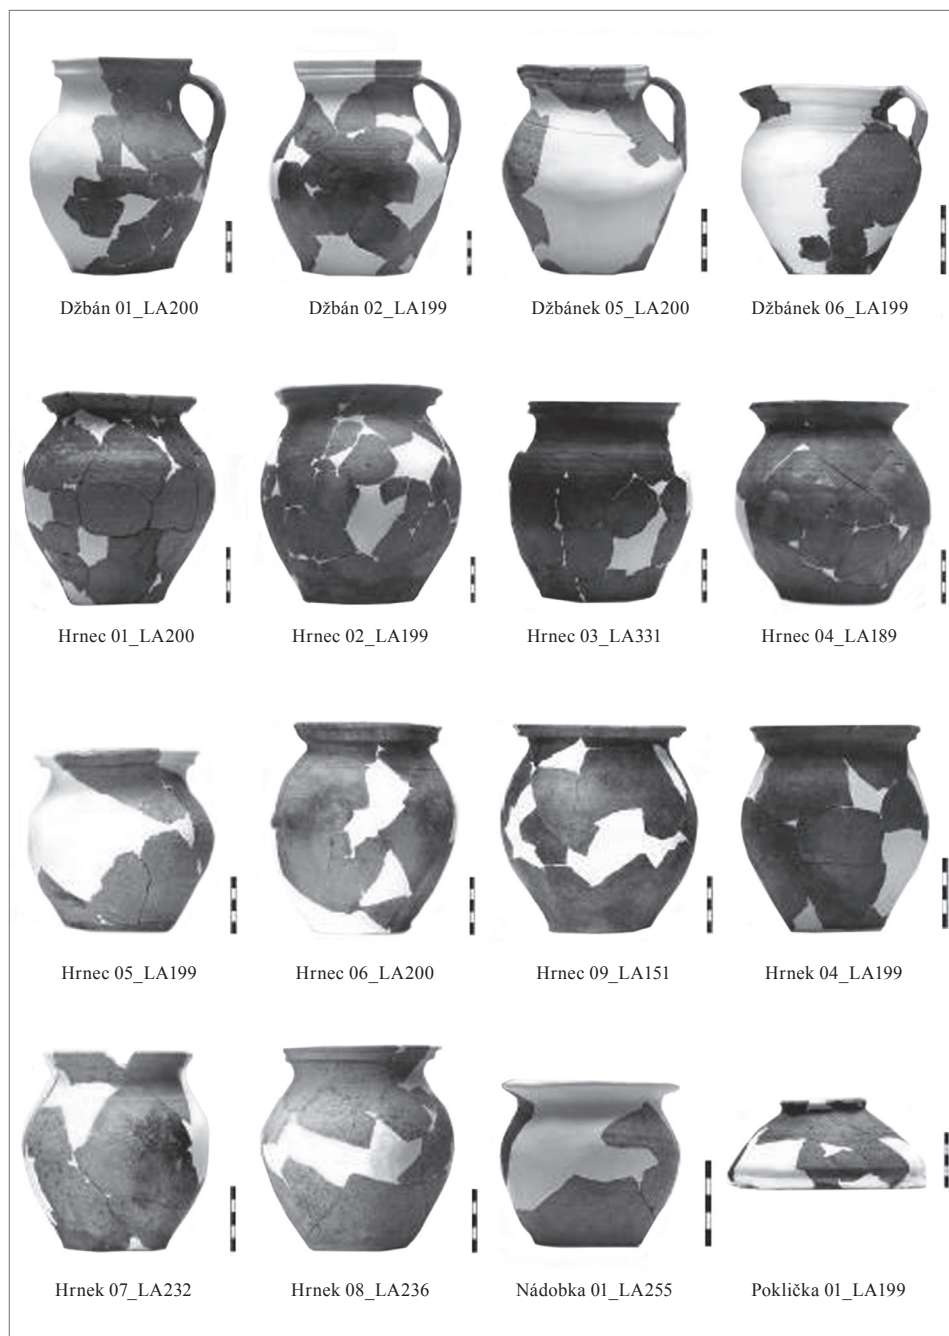 Džbán 01_LA200
Džbán 02_LA199
Džbánek 05_LA200
Džbánek 06_LA199
Hrnec 01_LA200
Hrnec 02_LA199
Hrnec 03_LA331
Hrnec 04_LA189
Hrnec 05_LA199
Hrnec 06_LA200
Hrnec 09_LA151
Hrnek 04_LA199
Hrnek 07_LA232
Hrnek 08_LA236
Nádobka 01_LA255
Poklička 01_LA199